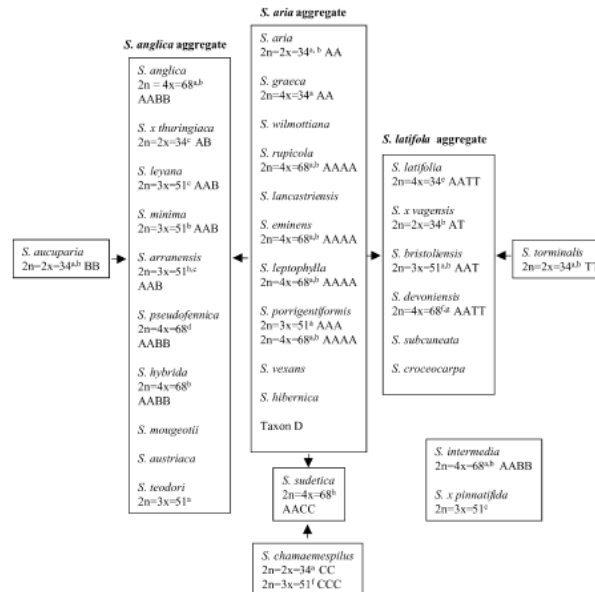 S. aria aggregate
S. aria
2n=2x=34a, b AA
S. graeca
2n=4x=34a AA
S. wilmottiana
S. rupicola
2n=4x=68a,b AAAA
S. lancastriensis
S. eminens
2n=4x=68a,b AAAA
S. leptophylla
2n=4x=68a,b AAAA
S. porrigentiformis
2n=3x=51a AAA
2n=4x=68a,b AAAA
S. vexans
S. hibernica
Taxon D
S. anglica aggregate
S. anglica
2n = 4x=68a,b
AABB
S. x thuringiaca
2n=2x=34c AB
S. leyana
2n=3x=51c AAB
S. minima
2n=3x=51b AAB
S. arranensis
2n=3x=51b,c
AAB
S. pseudofennica
2n=4x=68d
AABB
S. hybrida
2n=4x=68b
AABB
S. mougeotii
S. austriaca
S. teodori
2n=3x=51a
S. latifola aggregate
S. latifolia
2n=4x=34e AATT
S. x vagensis
2n=2x=34b AT
S. bristoliensis
2n=3x=51a,b AAT
S. devoniensis
2n=4x=68f,g AATT
S. subcuneata
S. croceocarpa
S. aucuparia
2n=2x=34a,b BB
S. torminalis
2n=2x=34a,b TT
S. sudetica
2n=4x=68h
AACC
S. chamaemespilus
2n=2x=34a CC
2n=3x=51f CCC
S. intermedia
2n=4x=68a,b AABB
S. x pinnatifida
2n=3x=51c